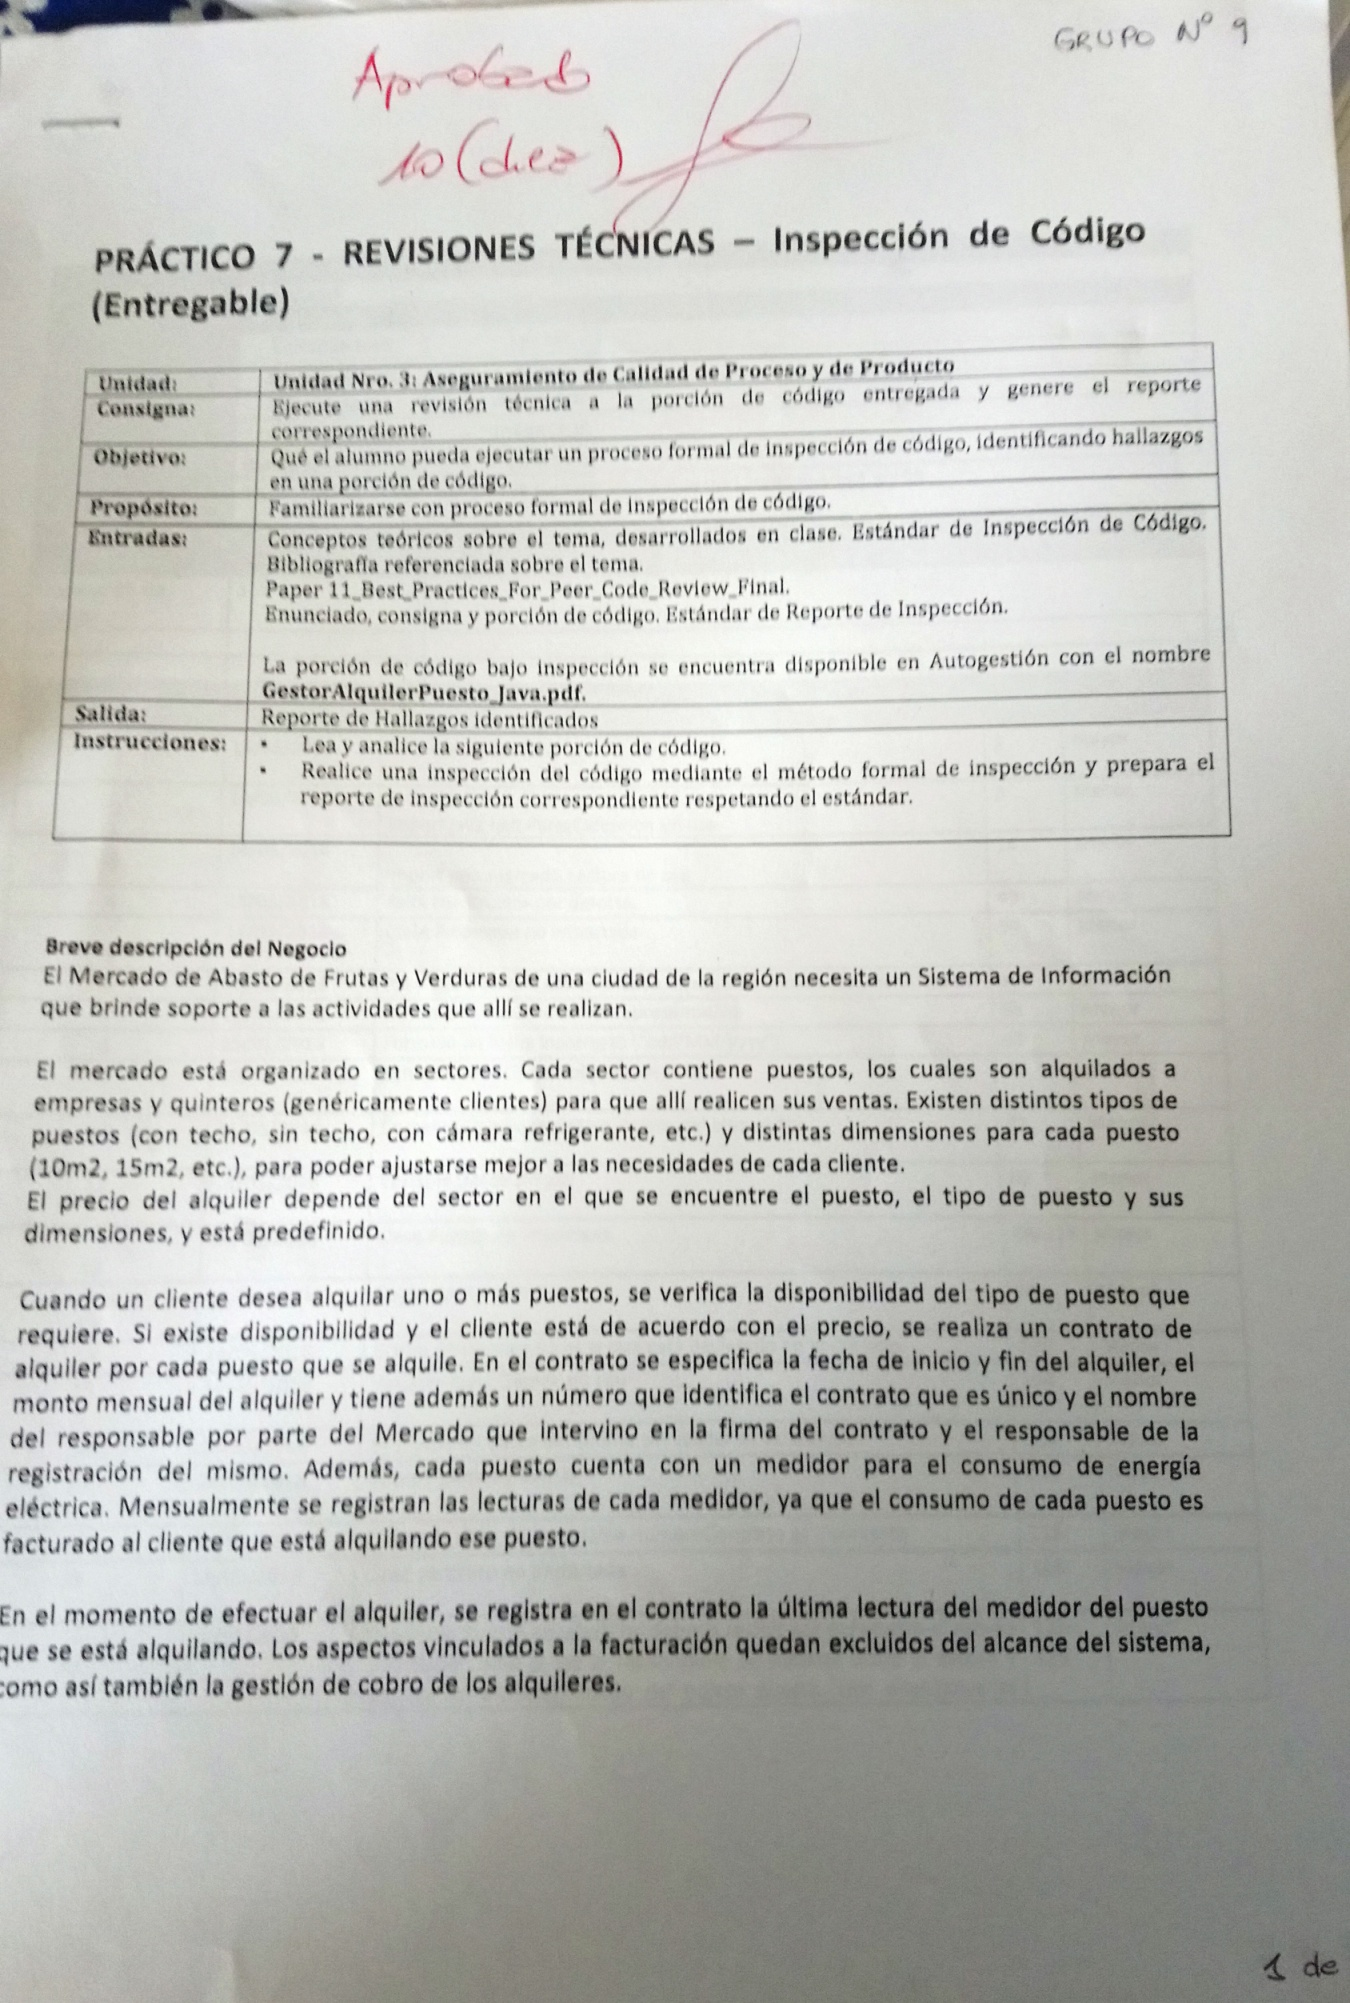 GRUPO N° 9
Aprobado
10 (diez)
PRÁCTICO 7 - REVISIONES TÉCNICAS – Inspección de Código
(Entregable)
Unidad: Unidad Nro. 3: Aseguramiento de Calidad de Proceso y de Producto
Consigna: Ejecute una revisión técnica a la porción de código entregada y genere el reporte
correspondiente.
Objetivo: Qué el alumno pueda ejecutar un proceso formal de inspección de código, identificando hallazgos
en una porción de código.
Propósito: Familiarizarse con proceso formal de inspección de código.
Entradas: Conceptos teóricos sobre el tema, desarrollados en clase. Estándar de Inspección de Código.
Bibliografía referenciada sobre el tema.
Paper 11_Best_Practices_For_Peer_Code_Review_Final.
Enunciado, consigna y porción de código. Estándar de Reporte de Inspección.
La porción de código bajo inspección se encuentra disponible en Autogestión con el nombre
GestorAlquilerPuesto_Java.pdf.
Salida: Reporte de Hallazgos identificados
Instrucciones: • Lea y analice la siguiente porción de código.
• Realice una inspección del código mediante el método formal de inspección y prepara el
reporte de inspección correspondiente respetando el estándar.
Breve descripción del Negocio
El Mercado de Abasto de Frutas y Verduras de una ciudad de la región necesita un Sistema de Información
que brinde soporte a las actividades que allí se realizan.
El mercado está organizado en sectores. Cada sector contiene puestos, los cuales son alquilados a
empresas y quinteros (genéricamente clientes) para que allí realicen sus ventas. Existen distintos tipos de
puestos (con techo, sin techo, con cámara refrigerante, etc.) y distintas dimensiones para cada puesto
(10m2, 15m2, etc.), para poder ajustarse mejor a las necesidades de cada cliente.
El precio del alquiler depende del sector en el que se encuentre el puesto, el tipo de puesto y sus
dimensiones, y está predefinido.
Cuando un cliente desea alquilar uno o más puestos, se verifica la disponibilidad del tipo de puesto que
requiere. Si existe disponibilidad y el cliente está de acuerdo con el precio, se realiza un contrato de
alquiler por cada puesto que se alquile. En el contrato se especifica la fecha de inicio y fin del alquiler, el
monto mensual del alquiler y tiene además un número que identifica el contrato que es único y el nombre
del responsable por parte del Mercado que intervino en la firma del contrato y el responsable de la
registración del mismo. Además, cada puesto cuenta con un medidor para el consumo de energía
eléctrica. Mensualmente se registran las lecturas de cada medidor, ya que el consumo de cada puesto es
facturado al cliente que está alquilando ese puesto.
En el momento de efectuar el alquiler, se registra en el contrato la última lectura del medidor del puesto
que se está alquilando. Los aspectos vinculados a la facturación quedan excluidos del alcance del sistema,
como así también la gestión de cobro de los alquileres.
1 de